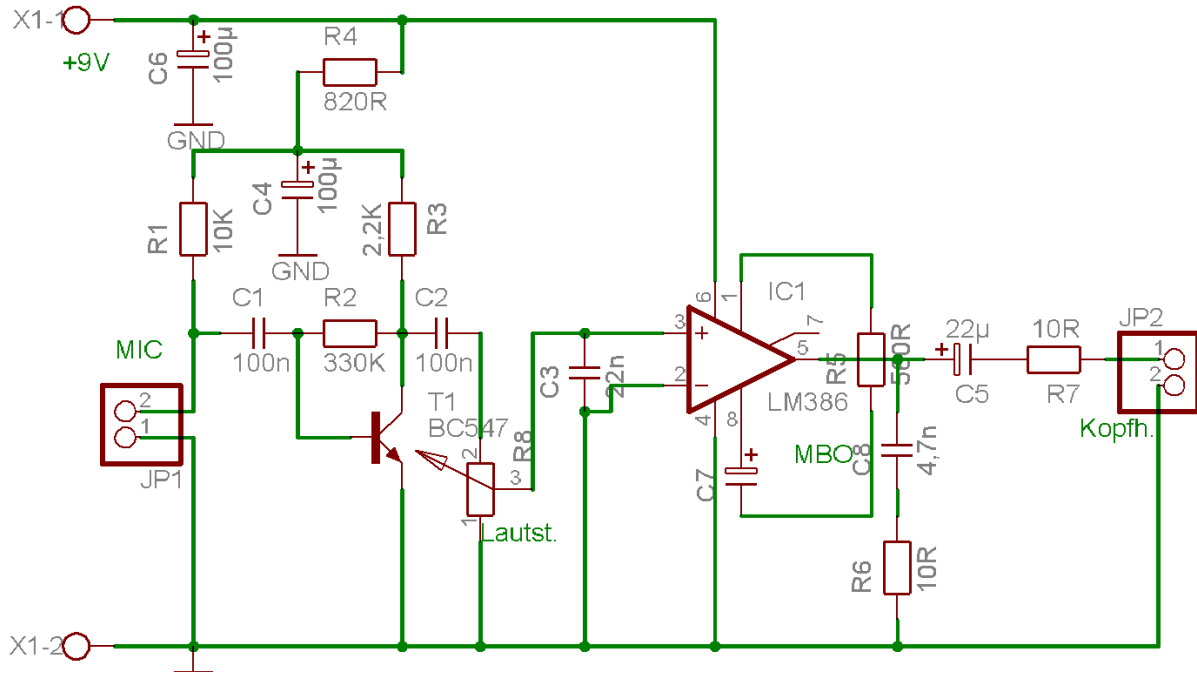 X1-1
+9V
C6
100µ
GND
R4
820R
C4
100µ
GND
R1
10K
2,2K
R3
C1
100n
R2
330K
C2
100n
MIC
2
1
JP1
T1
BC547
2
3
1
R8
Lautst.
C3
22n
3
2
6
1
7
5
4
8
IC1
LM386
R5
C7
MBO
C8
4,7n
R6
10R
22µ
C5
10R
R7
JP2
1
2
Kopfh.
X1-2